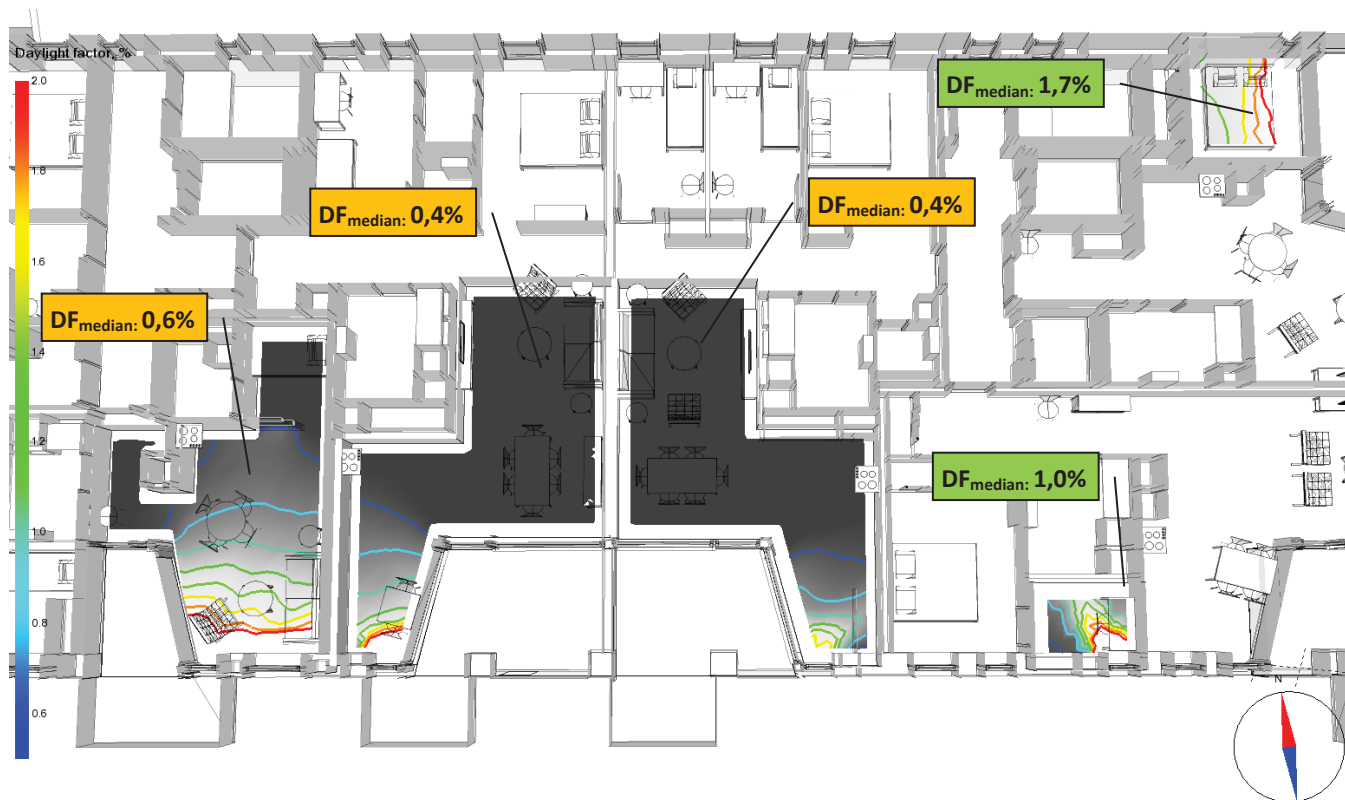 Daylight factor, %
2.0
DFmedian: 1,7%
1.8
DFmedian: 0,4%
DFmedian: 0,4%
1.6
DFmedian: 0,6%
1.4
1.2
DFmedian: 1,0%
1.0
0.8
N
0.6